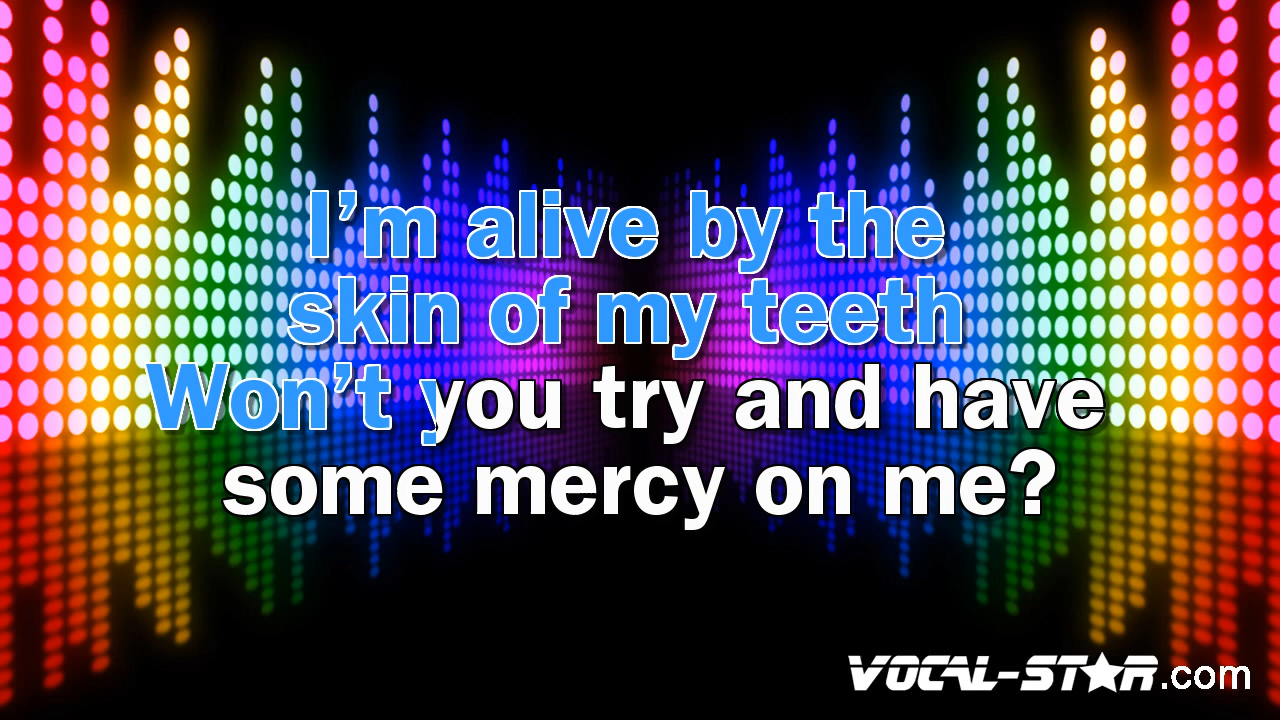 I'm alive by the
skin of my teeth
Won't you try and have
some mercy on me?
VOCAL-STAR.com